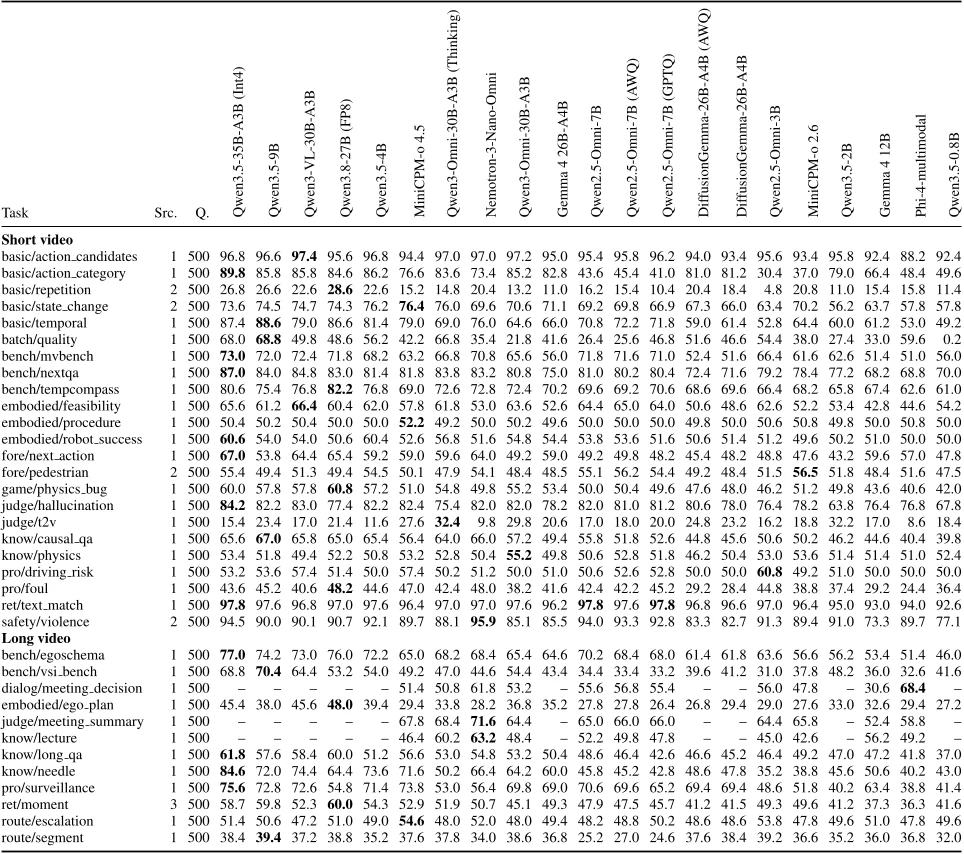 Task Src. Q. Qwen3.5-35B-A3B (Int4) Qwen3.5-9B Qwen3-VL-30B-A3B Qwen3.8-27B (FP8) Qwen3.5-4B MiniCPM-o 4.5 Qwen3-Omni-30B-A3B (Thinking) Nemotron-3-Nano-Omni Qwen3-Omni-30B-A3B Gemma 4 26B-A4B Qwen2.5-Omni-7B Qwen2.5-Omni-7B (AWQ) Qwen2.5-Omni-7B (GPTQ) DiffusionGemma-26B-A4B (AWQ) DiffusionGemma-26B-A4B Qwen2.5-Omni-3B MiniCPM-o 2.6 Qwen3.5-2B Gemma 4 12B Phi-4-multimodal Qwen3.5-0.8B
Short video
basic/action_candidates 1 500 96.8 96.6 97.4 95.6 96.8 94.4 97.0 97.0 97.2 95.0 95.4 95.8 96.2 94.0 93.4 95.6 93.4 95.8 92.4 88.2 92.4
basic/action_category 1 500 89.8 85.8 85.8 84.6 86.2 76.6 83.6 73.4 85.2 82.8 43.6 45.4 41.0 81.0 81.2 30.4 37.0 79.0 66.4 48.4 49.6
basic/repetition 2 500 26.8 26.6 22.6 28.6 22.6 15.2 14.8 20.4 13.2 11.0 16.2 15.4 10.4 20.4 18.4 4.8 20.8 11.0 15.4 15.8 11.4
basic/state_change 2 500 73.6 74.5 74.7 74.3 76.2 76.4 76.0 69.6 70.6 71.1 69.2 69.8 66.9 67.3 66.0 63.4 70.2 56.2 63.7 57.8 57.8
basic/temporal 1 500 87.4 88.6 79.0 86.6 81.4 79.0 69.0 76.0 64.6 66.0 70.8 72.2 71.8 59.0 61.4 52.8 64.4 60.0 61.2 53.0 49.2
batch/quality 1 500 68.0 68.8 49.8 48.6 56.2 42.2 66.8 35.4 21.8 41.6 26.4 25.6 46.8 51.6 46.6 54.4 38.0 27.4 33.0 59.6 0.2
bench/mvbench 1 500 73.0 72.0 72.4 71.8 68.2 63.2 66.8 70.8 65.6 56.0 71.8 71.6 71.0 52.4 51.6 66.4 61.6 62.6 51.4 51.0 56.0
bench/nextqa 1 500 87.0 84.0 84.8 83.0 81.4 81.8 83.8 83.2 80.8 75.0 81.0 80.2 80.4 72.4 71.6 79.2 78.4 77.2 68.2 68.8 70.0
bench/tempcompass 1 500 80.6 75.4 76.8 82.2 76.8 69.0 72.6 72.8 72.4 70.2 69.6 69.2 70.6 68.6 69.6 66.4 68.2 65.8 67.4 62.6 61.0
embodied/feasibility 1 500 65.6 61.2 66.4 60.4 62.0 57.8 61.8 53.0 63.6 52.6 64.4 65.0 64.0 50.6 48.6 62.6 52.2 53.4 42.8 44.6 54.2
embodied/procedure 1 500 50.4 50.2 50.4 50.0 50.0 52.2 49.2 50.0 50.2 49.6 50.0 50.0 50.0 49.8 50.0 50.6 50.8 49.8 50.0 50.8 50.0
embodied/robot_success 1 500 60.6 54.0 54.0 50.6 60.4 52.6 56.8 51.6 54.8 54.4 53.8 53.6 51.6 50.6 51.4 51.2 49.6 50.2 51.0 50.0 50.0
fore/next_action 1 500 67.0 53.8 64.4 65.4 59.2 59.0 59.6 64.0 49.2 59.0 49.2 49.8 48.2 45.4 48.2 48.8 47.6 43.2 59.6 57.0 47.8
fore/pedestrian 2 500 55.4 49.4 51.3 49.4 54.5 50.1 47.9 54.1 48.4 48.5 55.1 56.2 54.4 49.2 48.4 51.5 56.5 51.8 48.4 51.6 47.5
game/physics_bug 1 500 60.0 57.8 57.8 60.8 57.2 51.0 54.8 49.8 55.2 53.4 50.0 50.4 49.6 47.6 48.0 46.2 51.2 49.8 43.6 40.6 42.0
judge/hallucination 1 500 84.2 82.2 83.0 77.4 82.2 82.4 75.4 82.0 82.0 78.2 82.0 81.0 81.2 80.6 78.0 76.4 78.2 63.8 76.4 76.8 67.8
judge/t2v 1 500 15.4 23.4 17.0 21.4 11.6 27.6 32.4 9.8 29.8 20.6 17.0 18.0 20.0 24.8 23.2 16.2 18.8 32.2 17.0 8.6 18.4
know/causal_qa 1 500 65.6 67.0 65.8 65.0 65.4 56.4 64.0 66.0 57.2 49.4 55.8 51.8 52.6 44.8 45.6 50.6 50.2 46.2 44.6 40.4 39.8
know/physics 1 500 53.4 51.8 49.4 52.2 50.8 53.2 52.8 50.4 55.2 49.8 50.6 52.8 51.8 46.2 50.4 53.0 53.6 51.4 51.4 51.0 52.4
pro/driving_risk 1 500 53.2 53.6 57.4 51.4 50.0 57.4 50.2 51.2 50.0 51.0 50.6 52.6 52.8 50.0 50.0 60.8 49.2 51.0 50.0 50.0 50.0
pro/foul 1 500 43.6 45.2 40.6 48.2 44.6 47.0 42.4 48.0 38.2 41.6 42.4 42.2 45.2 29.2 28.4 44.8 38.8 37.4 29.2 24.4 36.4
ret/text_match 1 500 97.8 97.6 96.8 97.0 97.6 96.4 97.0 97.0 97.6 96.2 97.8 97.6 97.8 96.8 96.6 97.0 96.4 95.0 93.0 94.0 92.6
safety/violence 2 500 94.5 90.0 90.1 90.7 92.1 89.7 88.1 95.9 85.1 85.5 94.0 93.3 92.8 83.3 82.7 91.3 89.4 91.0 73.3 89.7 77.1
Long video
bench/egoschema 1 500 77.0 74.2 73.0 76.0 72.2 65.0 68.2 68.4 65.4 64.6 70.2 68.4 68.0 61.4 61.8 63.6 56.6 56.2 53.4 51.4 46.0
bench/vsi_bench 1 500 68.8 70.4 64.4 53.2 54.0 49.2 47.0 44.6 54.4 43.4 34.4 33.4 33.2 39.6 41.2 31.0 37.8 48.2 36.0 32.6 41.6
dialog/meeting_decision 1 500 – – – – – 51.4 50.8 61.8 53.2 – 55.6 56.8 55.4 – – 56.0 47.8 – 30.6 68.4 –
embodied/ego_plan 1 500 45.4 38.0 45.6 48.0 39.4 29.4 33.8 28.2 36.8 35.2 27.8 27.8 26.4 26.8 29.4 29.0 27.6 33.0 32.6 29.4 27.2
judge/meeting_summary 1 500 – – – – – 67.8 68.4 71.6 64.4 – 65.0 66.0 66.0 – – 64.4 65.8 – 52.4 58.8 –
know/lecture 1 500 – – – – – 46.4 60.2 63.2 48.4 – 52.2 49.8 47.8 – – 45.0 42.6 – 56.2 49.2 –
know/long_qa 1 500 61.8 57.6 58.4 60.0 51.2 56.6 53.0 54.8 53.2 50.4 48.6 46.4 42.6 46.6 45.2 46.4 49.2 47.0 47.2 41.8 37.0
know/needle 1 500 84.6 72.0 74.4 64.4 73.6 71.6 50.2 66.4 64.2 60.0 45.8 45.2 42.8 48.6 47.8 35.2 38.8 45.6 50.6 40.2 43.0
pro/surveillance 1 500 75.6 72.8 72.6 54.8 71.4 73.8 53.0 56.4 69.8 69.0 70.6 69.6 65.2 69.4 69.4 48.6 51.8 40.2 63.4 38.8 41.4
ret/moment 3 500 58.7 59.8 52.3 60.0 54.3 52.9 51.9 50.7 45.1 49.3 47.9 47.5 45.7 41.2 41.5 49.3 49.6 41.2 37.3 36.3 41.6
route/escalation 1 500 51.4 50.6 47.2 51.0 49.0 54.6 48.0 52.0 48.0 49.4 48.2 48.8 50.2 48.6 48.6 53.8 47.8 49.6 51.0 47.8 49.6
route/segment 1 500 38.4 39.4 37.2 38.8 35.2 37.6 37.8 34.0 38.6 36.8 25.2 27.0 24.6 37.6 38.4 39.2 36.6 35.2 36.0 36.8 32.0